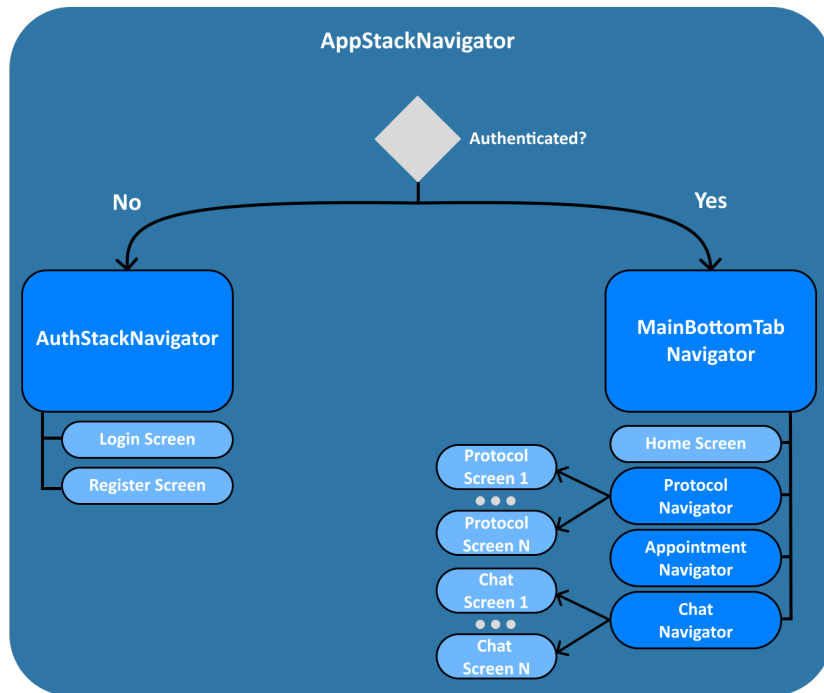 AppStackNavigator
Authenticated?
No
Yes
AuthStackNavigator
MainBottomTab
Navigator
Login Screen
Register Screen
Home Screen
Protocol
Navigator
Appointment
Navigator
Chat
Navigator
Protocol
Screen 1
Protocol
Screen N
Chat
Screen 1
Chat
Screen N